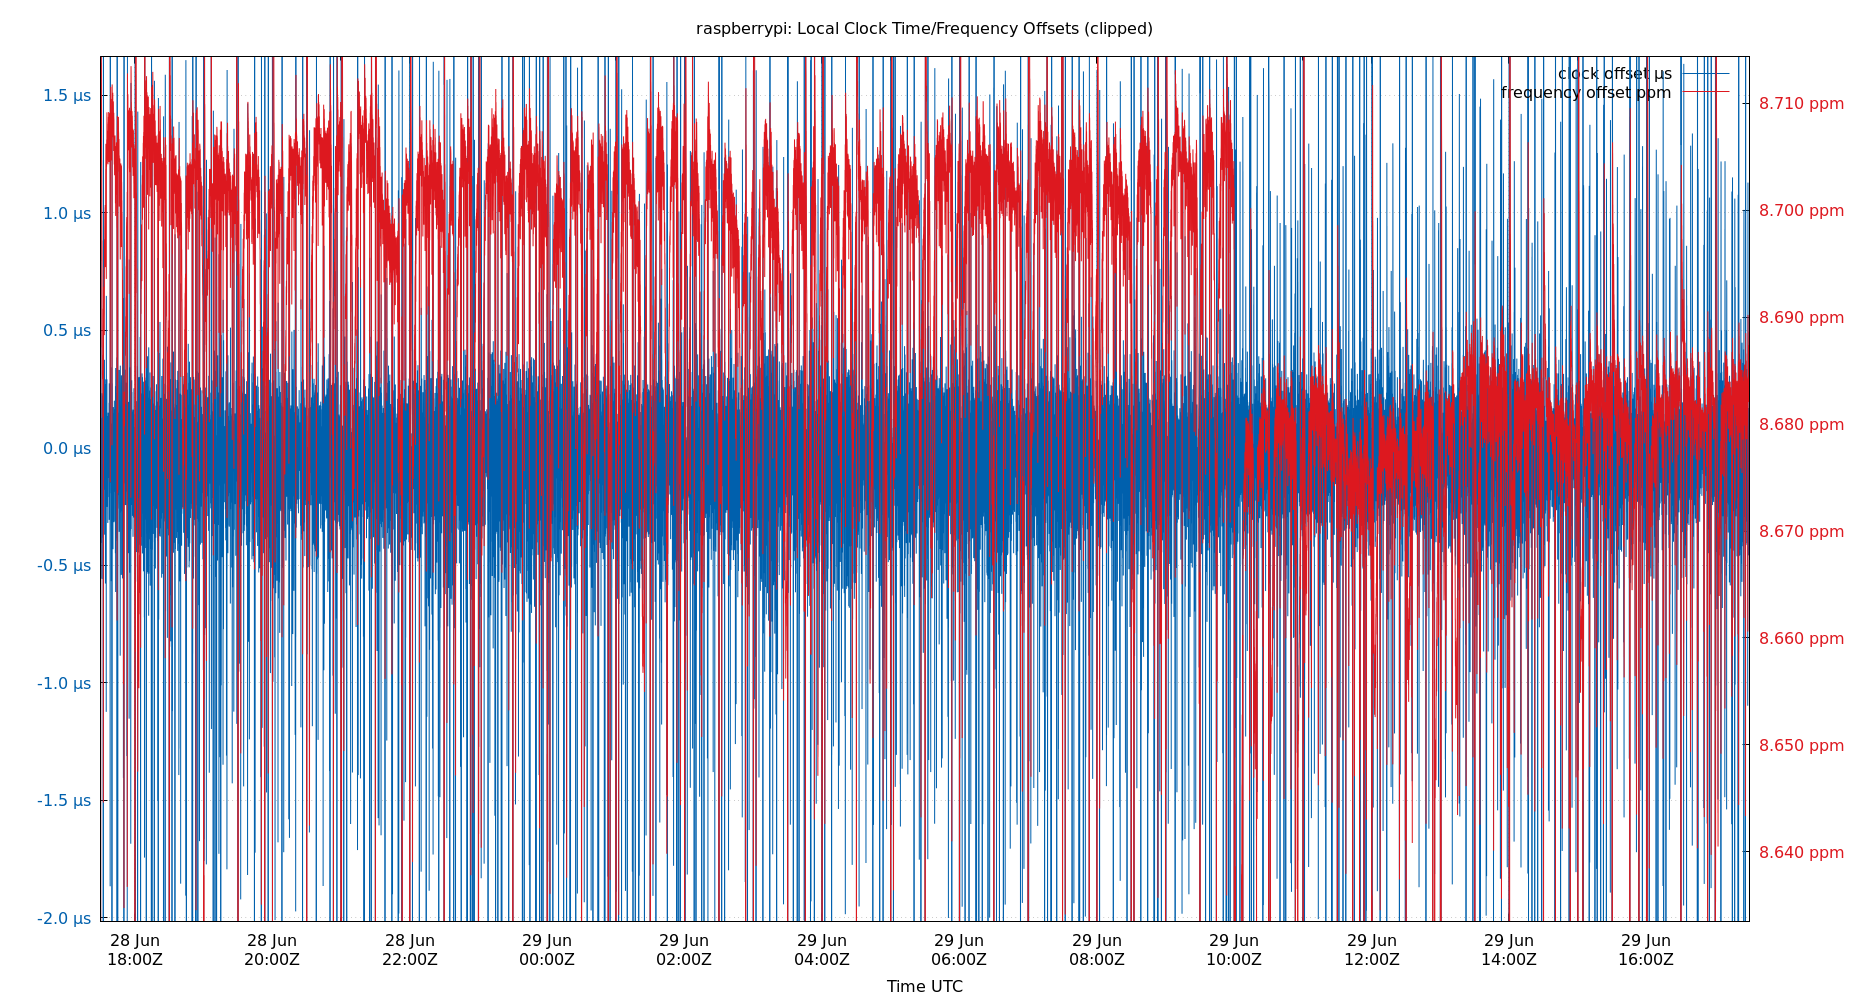 raspberrypi: Local Clock Time/Frequency Offsets (clipped)
clock offset µs
frequency offset ppm
1.5 µs
1.0 µs
0.5 µs
0.0 µs
-0.5 µs
-1.0 µs
-1.5 µs
-2.0 µs
8.710 ppm
8.700 ppm
8.690 ppm
8.680 ppm
8.670 ppm
8.660 ppm
8.650 ppm
8.640 ppm
28 Jun 28 Jun 28 Jun 29 Jun 29 Jun 29 Jun 29 Jun 29 Jun 29 Jun 29 Jun 29 Jun 29 Jun
18:00Z 20:00Z 22:00Z 00:00Z 02:00Z 04:00Z 06:00Z 08:00Z 10:00Z 12:00Z 14:00Z 16:00Z
Time UTC